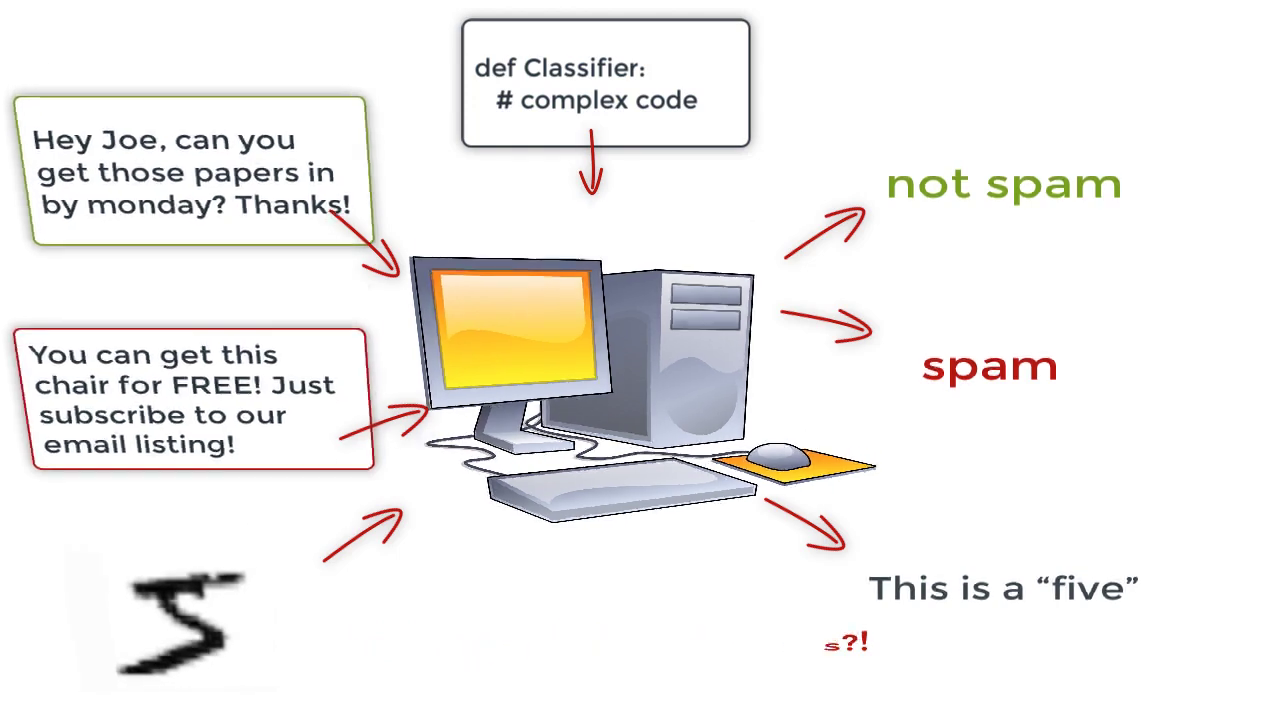 def Classifier:
# complex code
Hey Joe, can you
get those papers in
by monday? Thanks!
not spam
You can get this
chair for FREE! Just
subscribe to our
email listing!
spam
5
This is a “five”
s?!